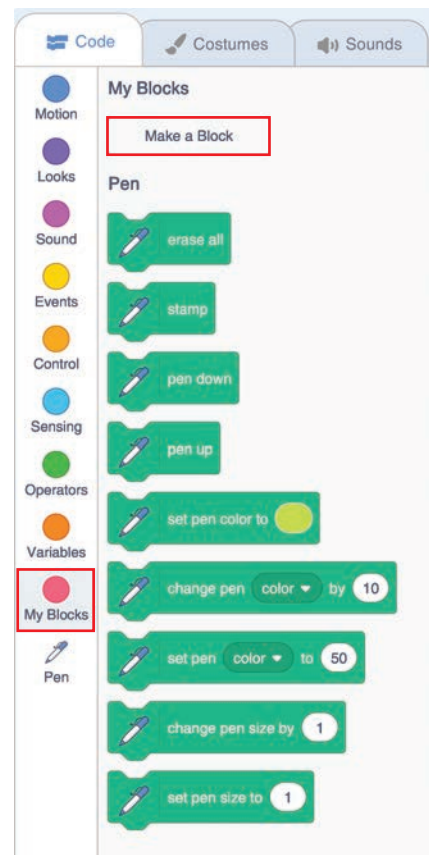 Code Costumes Sounds
Motion
Looks
Sound
Events
Control
Sensing
Operators
Variables
My Blocks
Pen
My Blocks
Make a Block
Pen
erase all
stamp
pen down
pen up
set pen color to
change pen color by 10
set pen color to 50
change pen size by 1
set pen size to 1